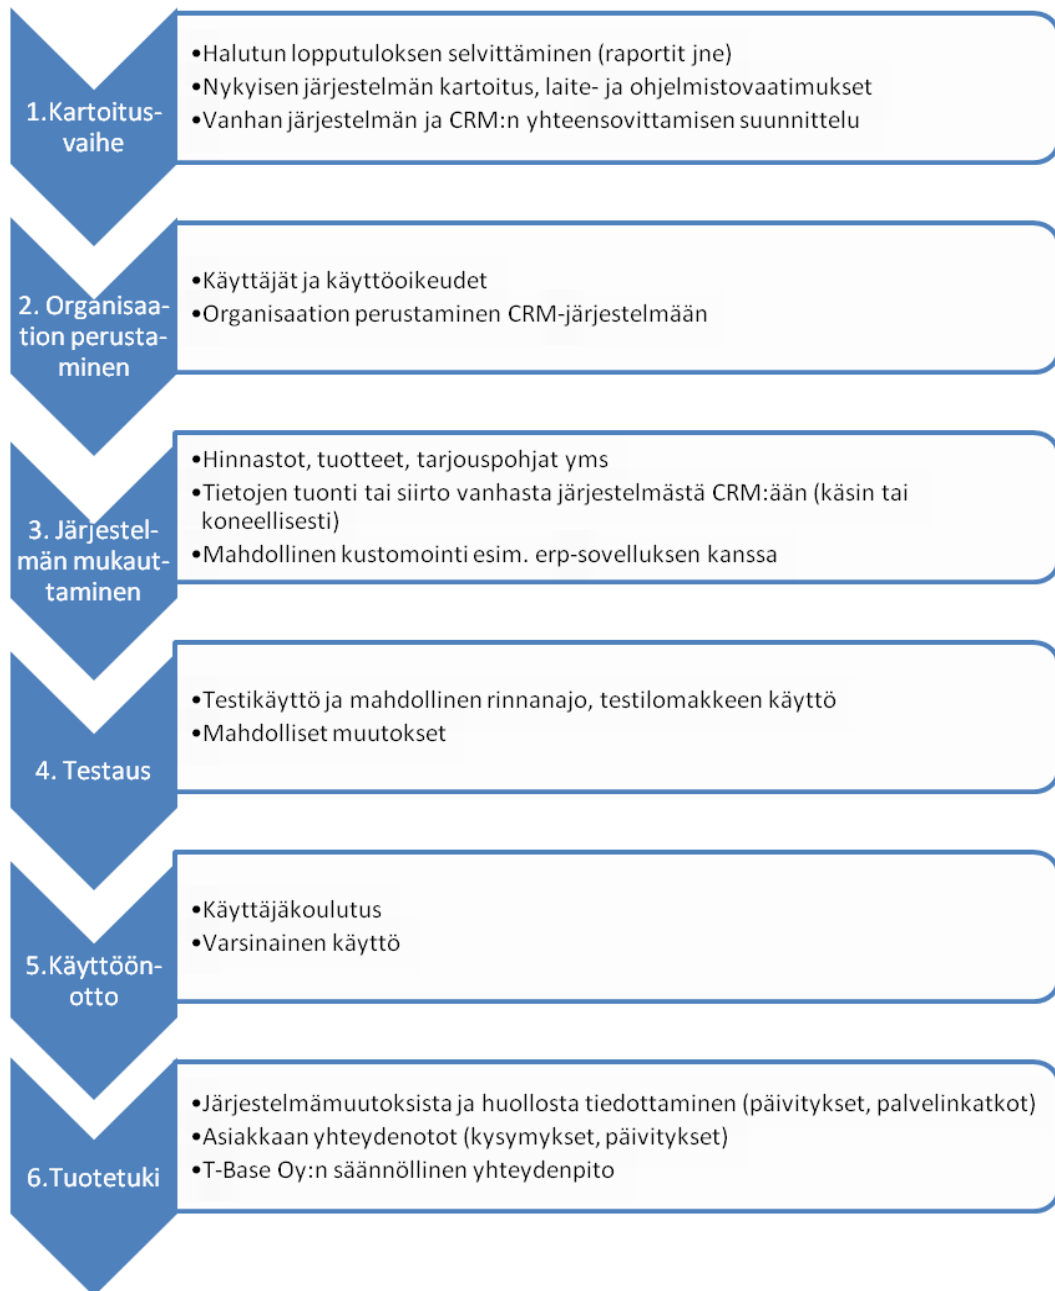 1.Kartoitus-
vaihe
•Halutun lopputuloksen selvittäminen (raportit jne)
•Nykyisen järjestelmän kartoitus, laite- ja ohjelmistovaatimukset
•Vanhan järjestelmän ja CRM:n yhteensovittamisen suunnittelu
2. Organisaa-
tion perusta-
minen
•Käyttäjät ja käyttöoikeudet
•Organisaation perustaminen CRM-järjestelmään
3. Järjestel-
män mukaut-
taminen
•Hinnastot, tuotteet, tarjouspohjat yms
•Tietojen tuonti tai siirto vanhasta järjestelmästä CRM:ään (käsin tai
koneellisesti)
•Mahdollinen kustomointi esim. erp-sovelluksen kanssa
4. Testaus
•Testikäyttö ja mahdollinen rinnanajo, testilomakkeen käyttö
•Mahdolliset muutokset
5.Käyttöön-
otto
•Käyttäjäkoulutus
•Varsinainen käyttö
6.Tuotetuki
•Järjestelmämuutoksista ja huollosta tiedottaminen (päivitykset, palvelinkatkot)
•Asiakkaan yhteydenotot (kysymykset, päivitykset)
•T-Base Oy:n säännöllinen yhteydenpito